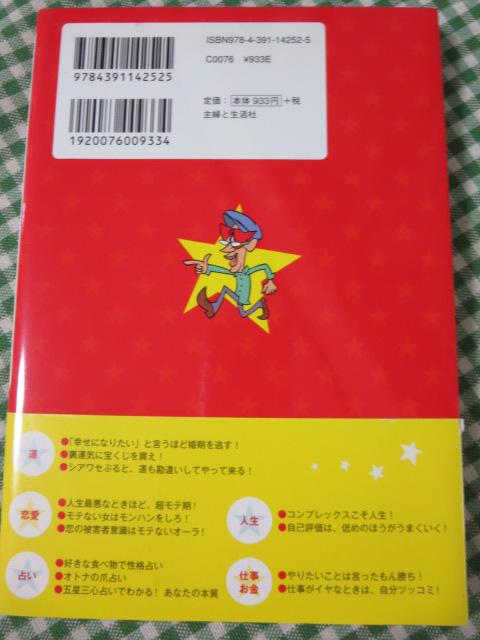 ISBN978-4-391-14252-5
C0076 ¥933E
9784391142525
定価：本体933円＋税
主婦と生活社
1920076009334
運
●「幸せになりたい」と言うほど婚期を逃す！
●裏運気に宝くじを買え！
●シアワセぶると、運も勘違いしてやって来る！
恋愛
●人生最悪なときほど、超モテ期！
●モテない女はモンハンをしろ！
●恋の被害者意識はモテないオーラ！
人生
●コンプレックスこそ人生！
●自己評価は、低めのほうがうまくいく！
占い
●好きな食べ物で性格占い
●オトナの爪占い
●五星三心占いでわかる！ あなたの本質
仕事
お金
●やりたいことは言ったもん勝ち！
●仕事がイヤなときは、自分ツッコミ！